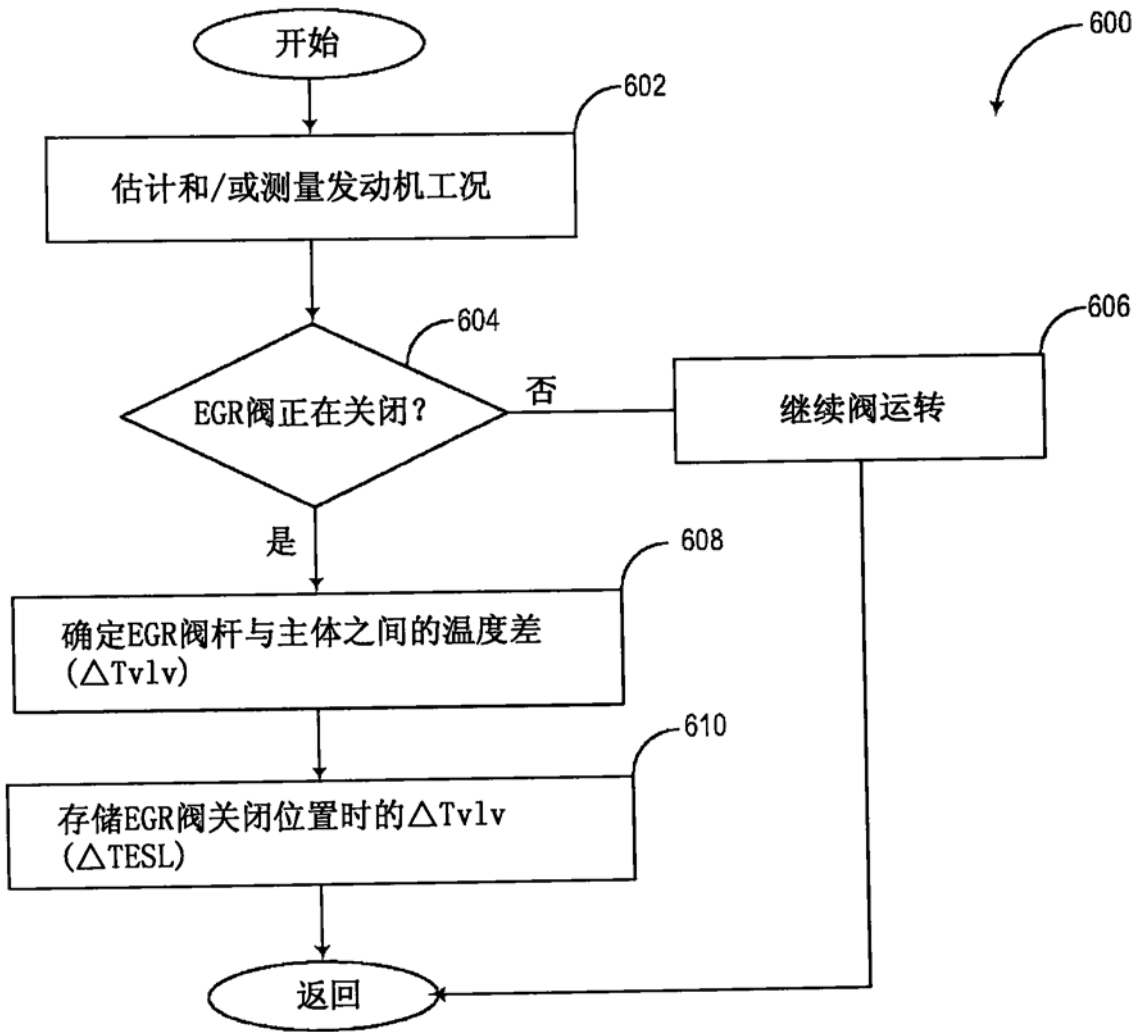 开始
600
602
估计和/或测量发动机工况
604
EGR阀正在关闭?
否
606
继续阀运转
是
608
确定EGR阀杆与主体之间的温度差
(△Tvlv)
610
存储EGR阀关闭位置时的△Tvlv
(△TESL)
返回